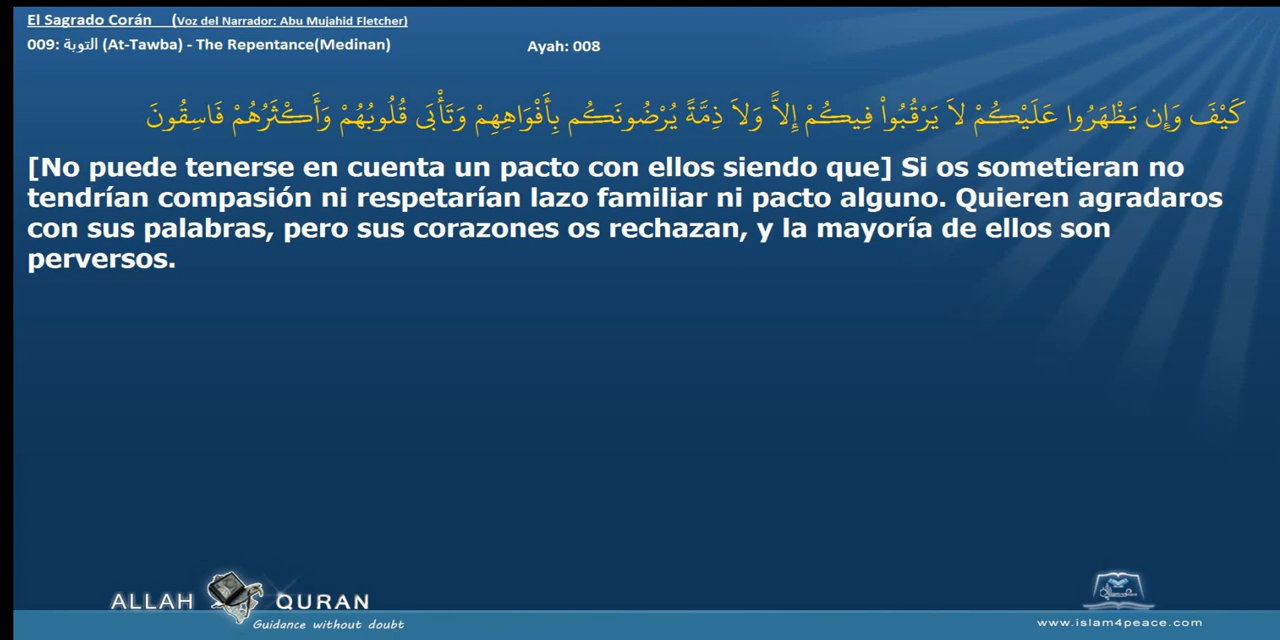 El Sagrado Corán (Voz del Narrador: Abu Mujahid Fletcher)
009: التوبة (At-Tawba) - The Repentance(Medinan) Ayah: 008
كَيْفَ وَإِن يَظْهَرُوا عَلَيْكُمْ لاَ يَرْقُبُواْ فِيكُمْ إِلاًّ وَلاَ ذِمَّةً يُرْضُونَكُم بِأَفْوَاهِهِمْ وَتَأْبَى قُلُوبُهُمْ وَأَكْثَرُهُمْ فَاسِقُونَ
[No puede tenerse en cuenta un pacto con ellos siendo que] Si os sometieran no
tendrían compasión ni respetarían lazo familiar ni pacto alguno. Quieren agradaros
con sus palabras, pero sus corazones os rechazan, y la mayoría de ellos son
perversos.
ALLAH QURAN
Guidance without doubt
www.islam4peace.com